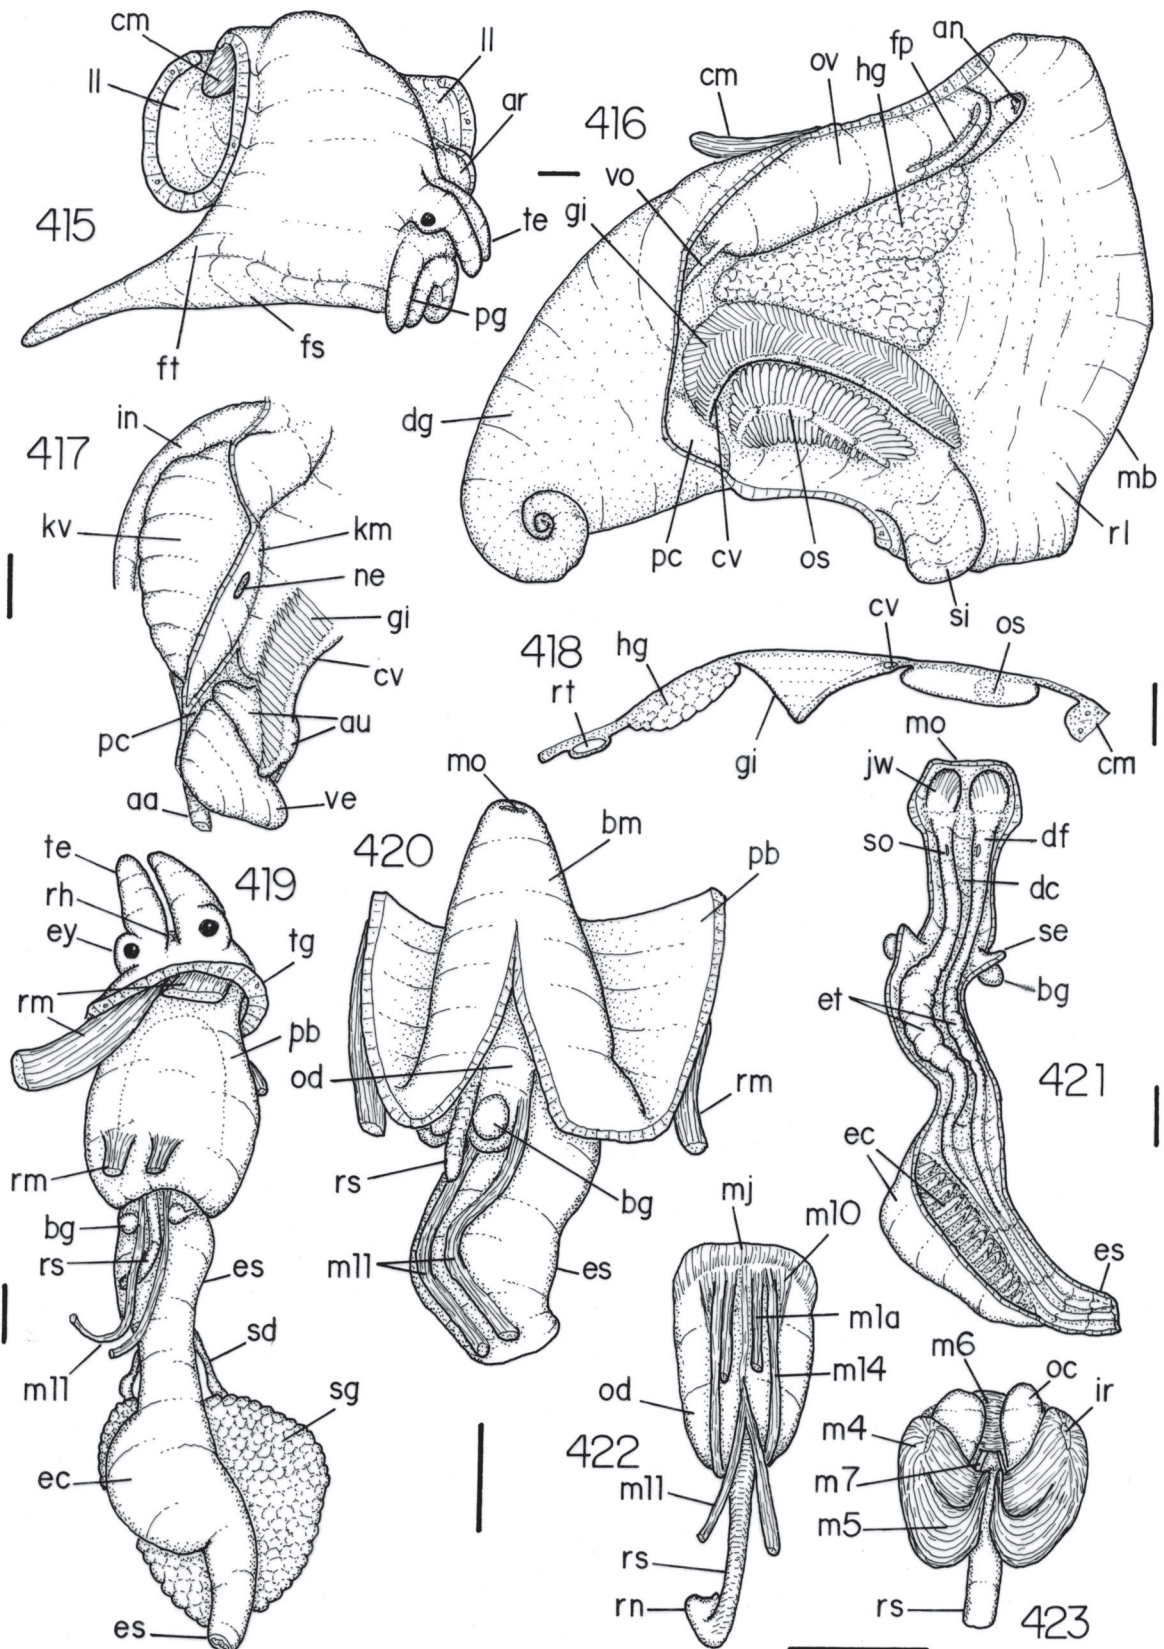 cm
ll
ll
ar
415
te
pg
fs
ft
416
cm
ov
hg
fp
an
vo
gi
dg
pc
cv
os
si
rl
mb
417
in
kv
km
ne
gi
cv
au
pc
aa
ve
418
hg
rt
gi
cv
os
cm
419
te
rh
ey
tg
rm
pb
rm
bg
rs
es
m11
sd
sg
ec
es
420
mo
bm
pb
od
rm
rs
bg
m11
es
421
mo
jw
so
df
dc
se
bg
et
ec
es
422
mj
m10
m1a
m14
od
m11
rs
rn
423
m6
oc
ir
m4
m7
m5
rs